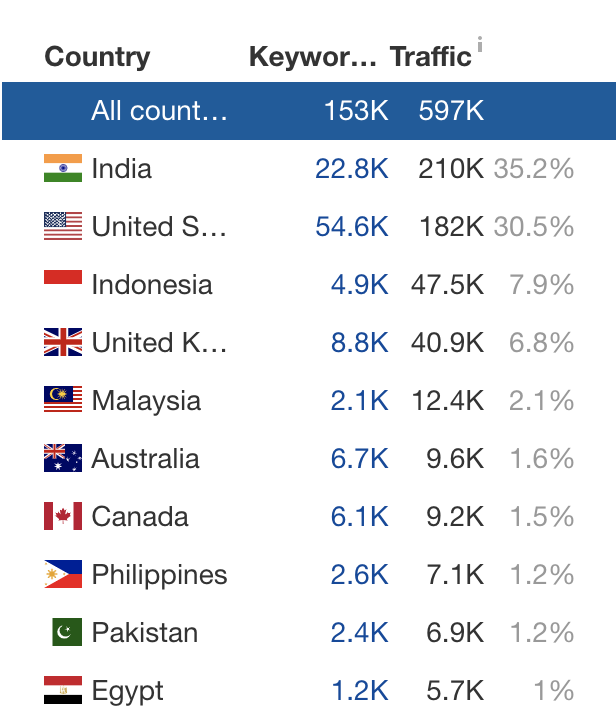 Country Keywor... Traffic i
All count... 153K 597K
India 22.8K 210K 35.2%
United S... 54.6K 182K 30.5%
Indonesia 4.9K 47.5K 7.9%
United K... 8.8K 40.9K 6.8%
Malaysia 2.1K 12.4K 2.1%
Australia 6.7K 9.6K 1.6%
Canada 6.1K 9.2K 1.5%
Philippines 2.6K 7.1K 1.2%
Pakistan 2.4K 6.9K 1.2%
Egypt 1.2K 5.7K 1%